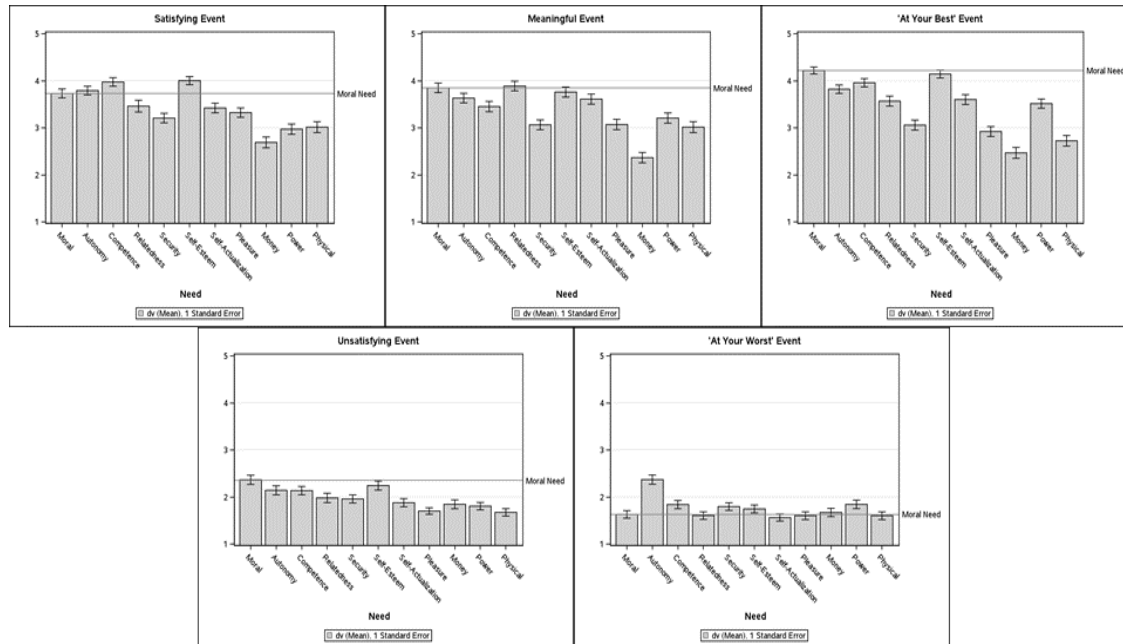 Satisfying Event
5
4
3
2
1
Moral Need
Moral
Autonomy
Competence
Relatedness
Security
Self-Esteem
Self-Actualization
Pleasure
Money
Power
Physical
Need
dv (Mean). 1 Standard Error
Meaningful Event
5
4
3
2
1
Moral Need
Moral
Autonomy
Competence
Relatedness
Security
Self-Esteem
Self-Actualization
Pleasure
Money
Power
Physical
Need
dv (Mean). 1 Standard Error
'At Your Best' Event
5
4
3
2
1
Moral Need
Moral
Autonomy
Competence
Relatedness
Security
Self-Esteem
Self-Actualization
Pleasure
Money
Power
Physical
Need
dv (Mean). 1 Standard Error
Unsatisfying Event
5
4
3
2
1
Moral Need
Moral
Autonomy
Competence
Relatedness
Security
Self-Esteem
Self-Actualization
Pleasure
Money
Power
Physical
Need
dv (Mean). 1 Standard Error
'At Your Worst' Event
5
4
3
2
1
Moral Need
Moral
Autonomy
Competence
Relatedness
Security
Self-Esteem
Self-Actualization
Pleasure
Money
Power
Physical
Need
dv (Mean). 1 Standard Error